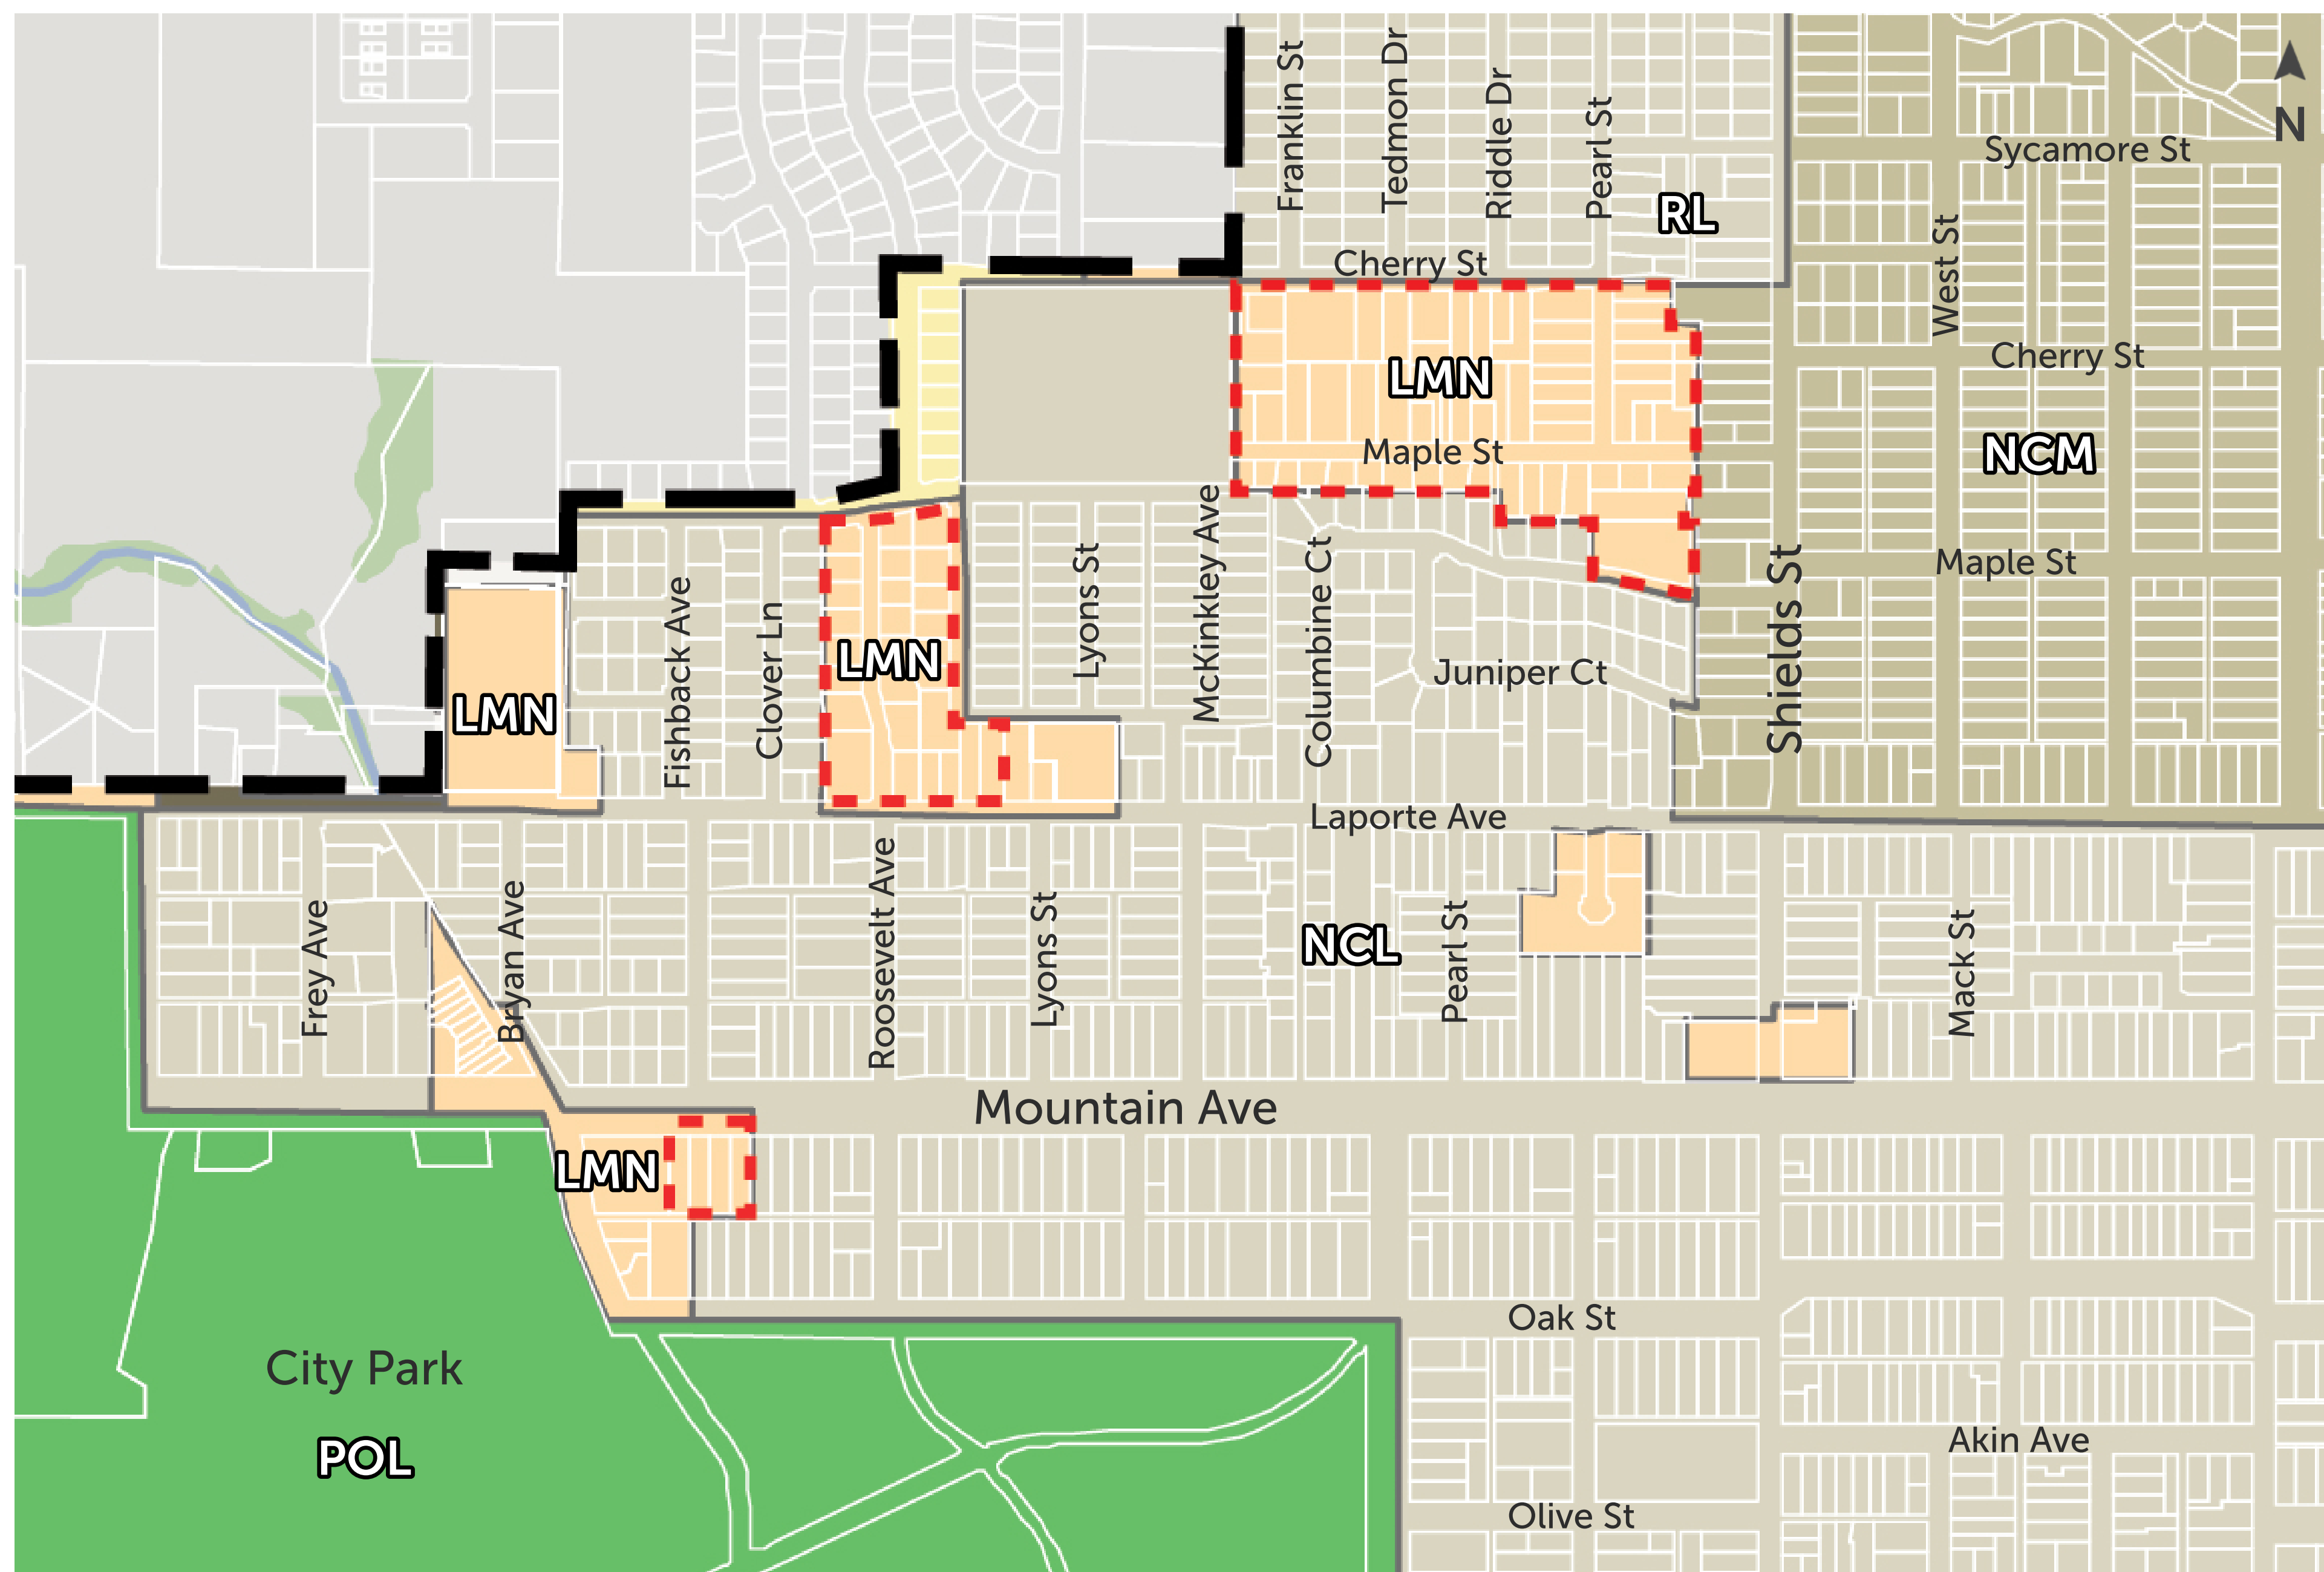 Franklin St
Tedmon Dr
Riddle Dr
Pearl St
N
Sycamore St
RL
West St
Cherry St
Cherry St
LMN
Maple St
NCM
McKinkley Ave
Columbine Ct
Lyons St
Maple St
Fishback Ave
Clover Ln
LMN
Juniper Ct
Shields St
LMN
Laporte Ave
Frey Ave
Bryan Ave
Roosevelt Ave
Lyons St
NCL
Pearl St
Mack St
Mountain Ave
LMN
Oak St
City Park
POL
Akin Ave
Olive St